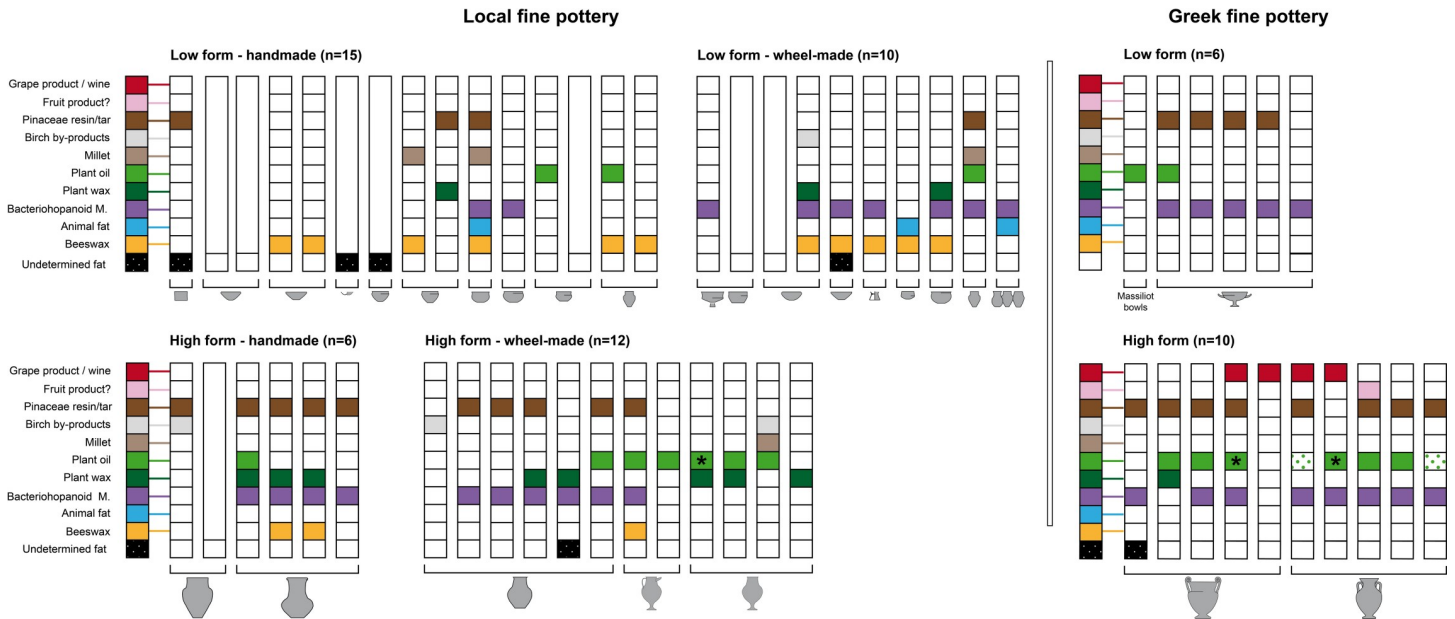 Local fine pottery
Greek fine pottery
Low form - handmade (n=15)
Low form - wheel-made (n=10)
Low form (n=6)
Grape product / wine
Fruit product?
Pinaceae resin/tar
Birch by-products
Millet
Plant oil
Plant wax
Bacteriohopanoid M.
Animal fat
Beeswax
Undetermined fat
Massiliot
bowls
High form - handmade (n=6)
High form - wheel-made (n=12)
High form (n=10)
Grape product / wine
Fruit product?
Pinaceae resin/tar
Birch by-products
Millet
Plant oil
* * *
Plant wax
Bacteriohopanoid M.
Animal fat
Beeswax
Undetermined fat